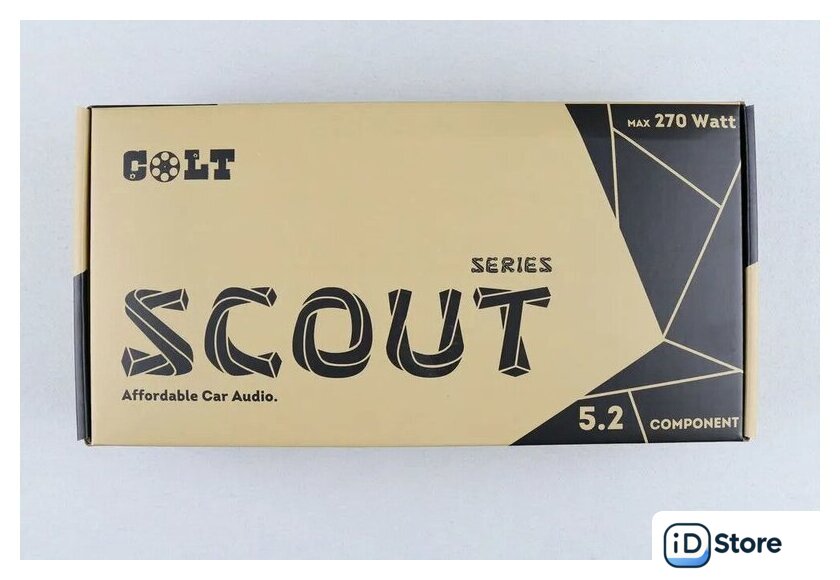 MAX 270 Watt
COLT
SERIES
SCOUT
Affordable Car Audio.
5.2 COMPONENT
iD Store